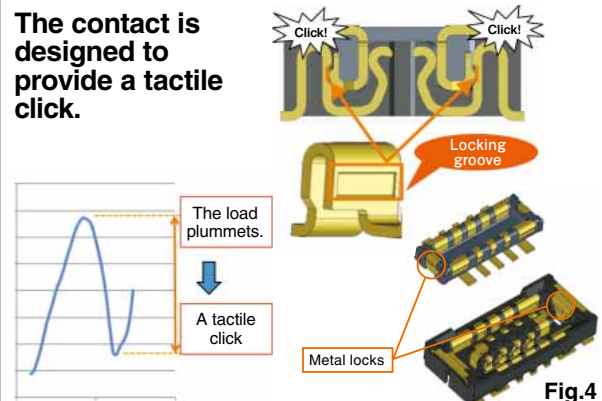 The contact is
designed to
provide a tactile
click.
Click!
Click!
Locking
groove
The load
plummets.
A tactile
click
Metal locks
Fig.4